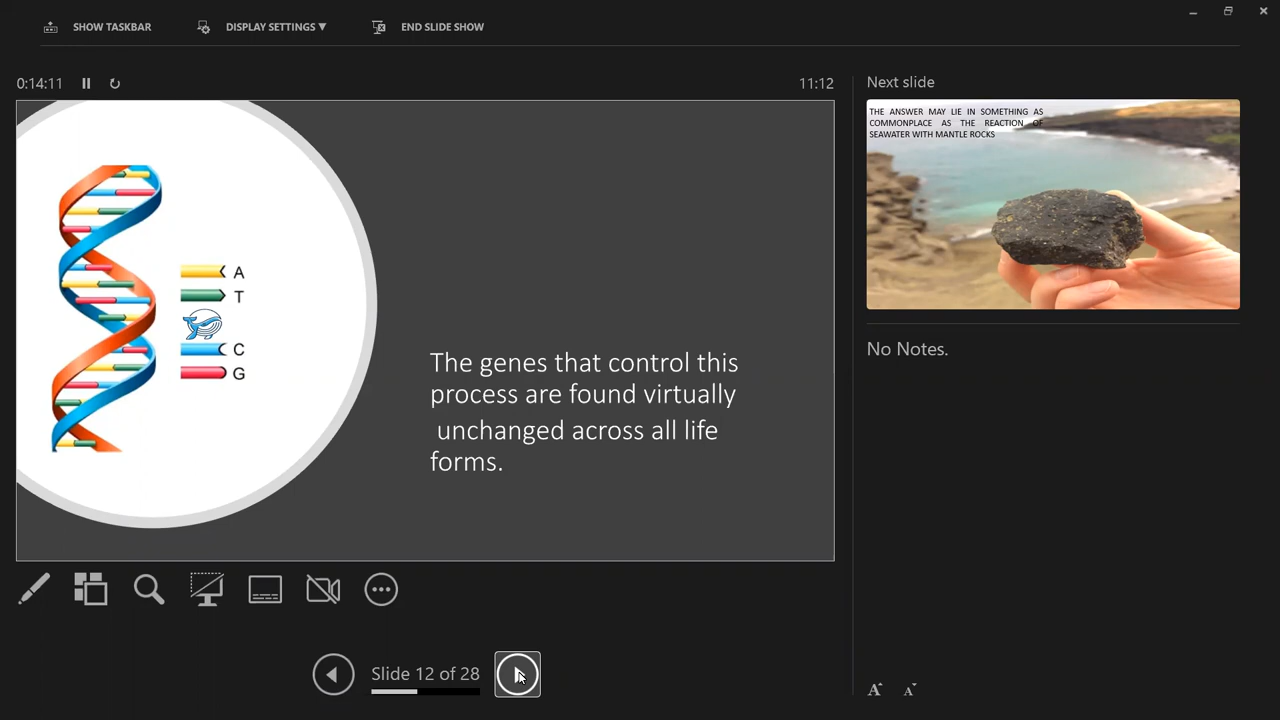 SHOW TASKBAR
DISPLAY SETTINGS ▼
END SLIDE SHOW
0:14:11
11:12
A
T
C
G
The genes that control this
process are found virtually
unchanged across all life
forms.
Next slide
THE ANSWER MAY LIE IN SOMETHING AS
COMMONPLACE AS THE REACTION OF
SEAWATER WITH MANTLE ROCKS
No Notes.
Slide 12 of 28
A
A